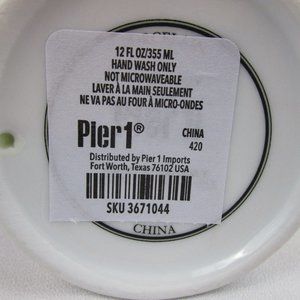 12 FL OZ/355 ML
HAND WASH ONLY
NOT MICROWAVEABLE
LAVER À LA MAIN SEULEMENT
NE VA PAS AU FOUR À MICRO-ONDES
Pier1® CHINA
420
Distributed by Pier 1 Imports
Fort Worth, Texas 76102 USA
SKU 3671044
CHINA